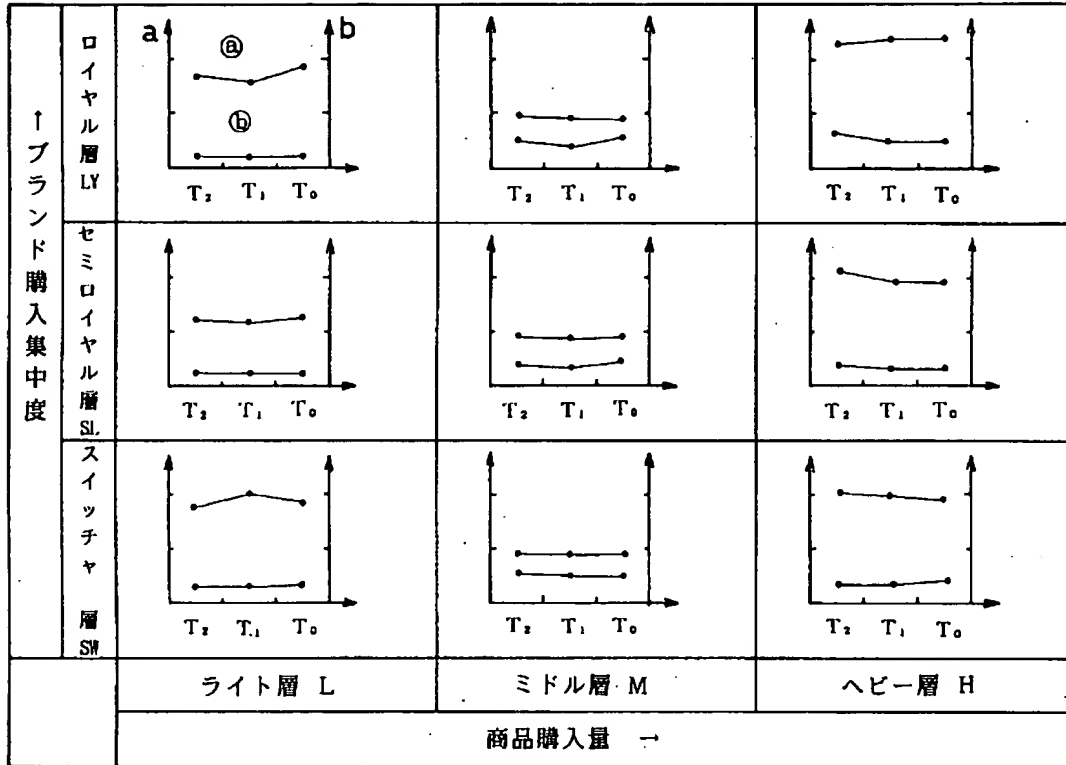 ↑ブランド購入集中度
ロイヤル層 LY
a b
ⓐ
ⓑ
T₂ T₁ T₀
T₂ T₁ T₀
T₂ T₁ T₀
セミロイヤル層 SL
T₂ T₁ T₀
T₂ T₁ T₀
T₂ T₁ T₀
スイッチャ層 SW
T₂ T₁ T₀
T₂ T₁ T₀
T₂ T₁ T₀
ライト層 L
ミドル層 M
ヘビー層 H
商品購入量 →